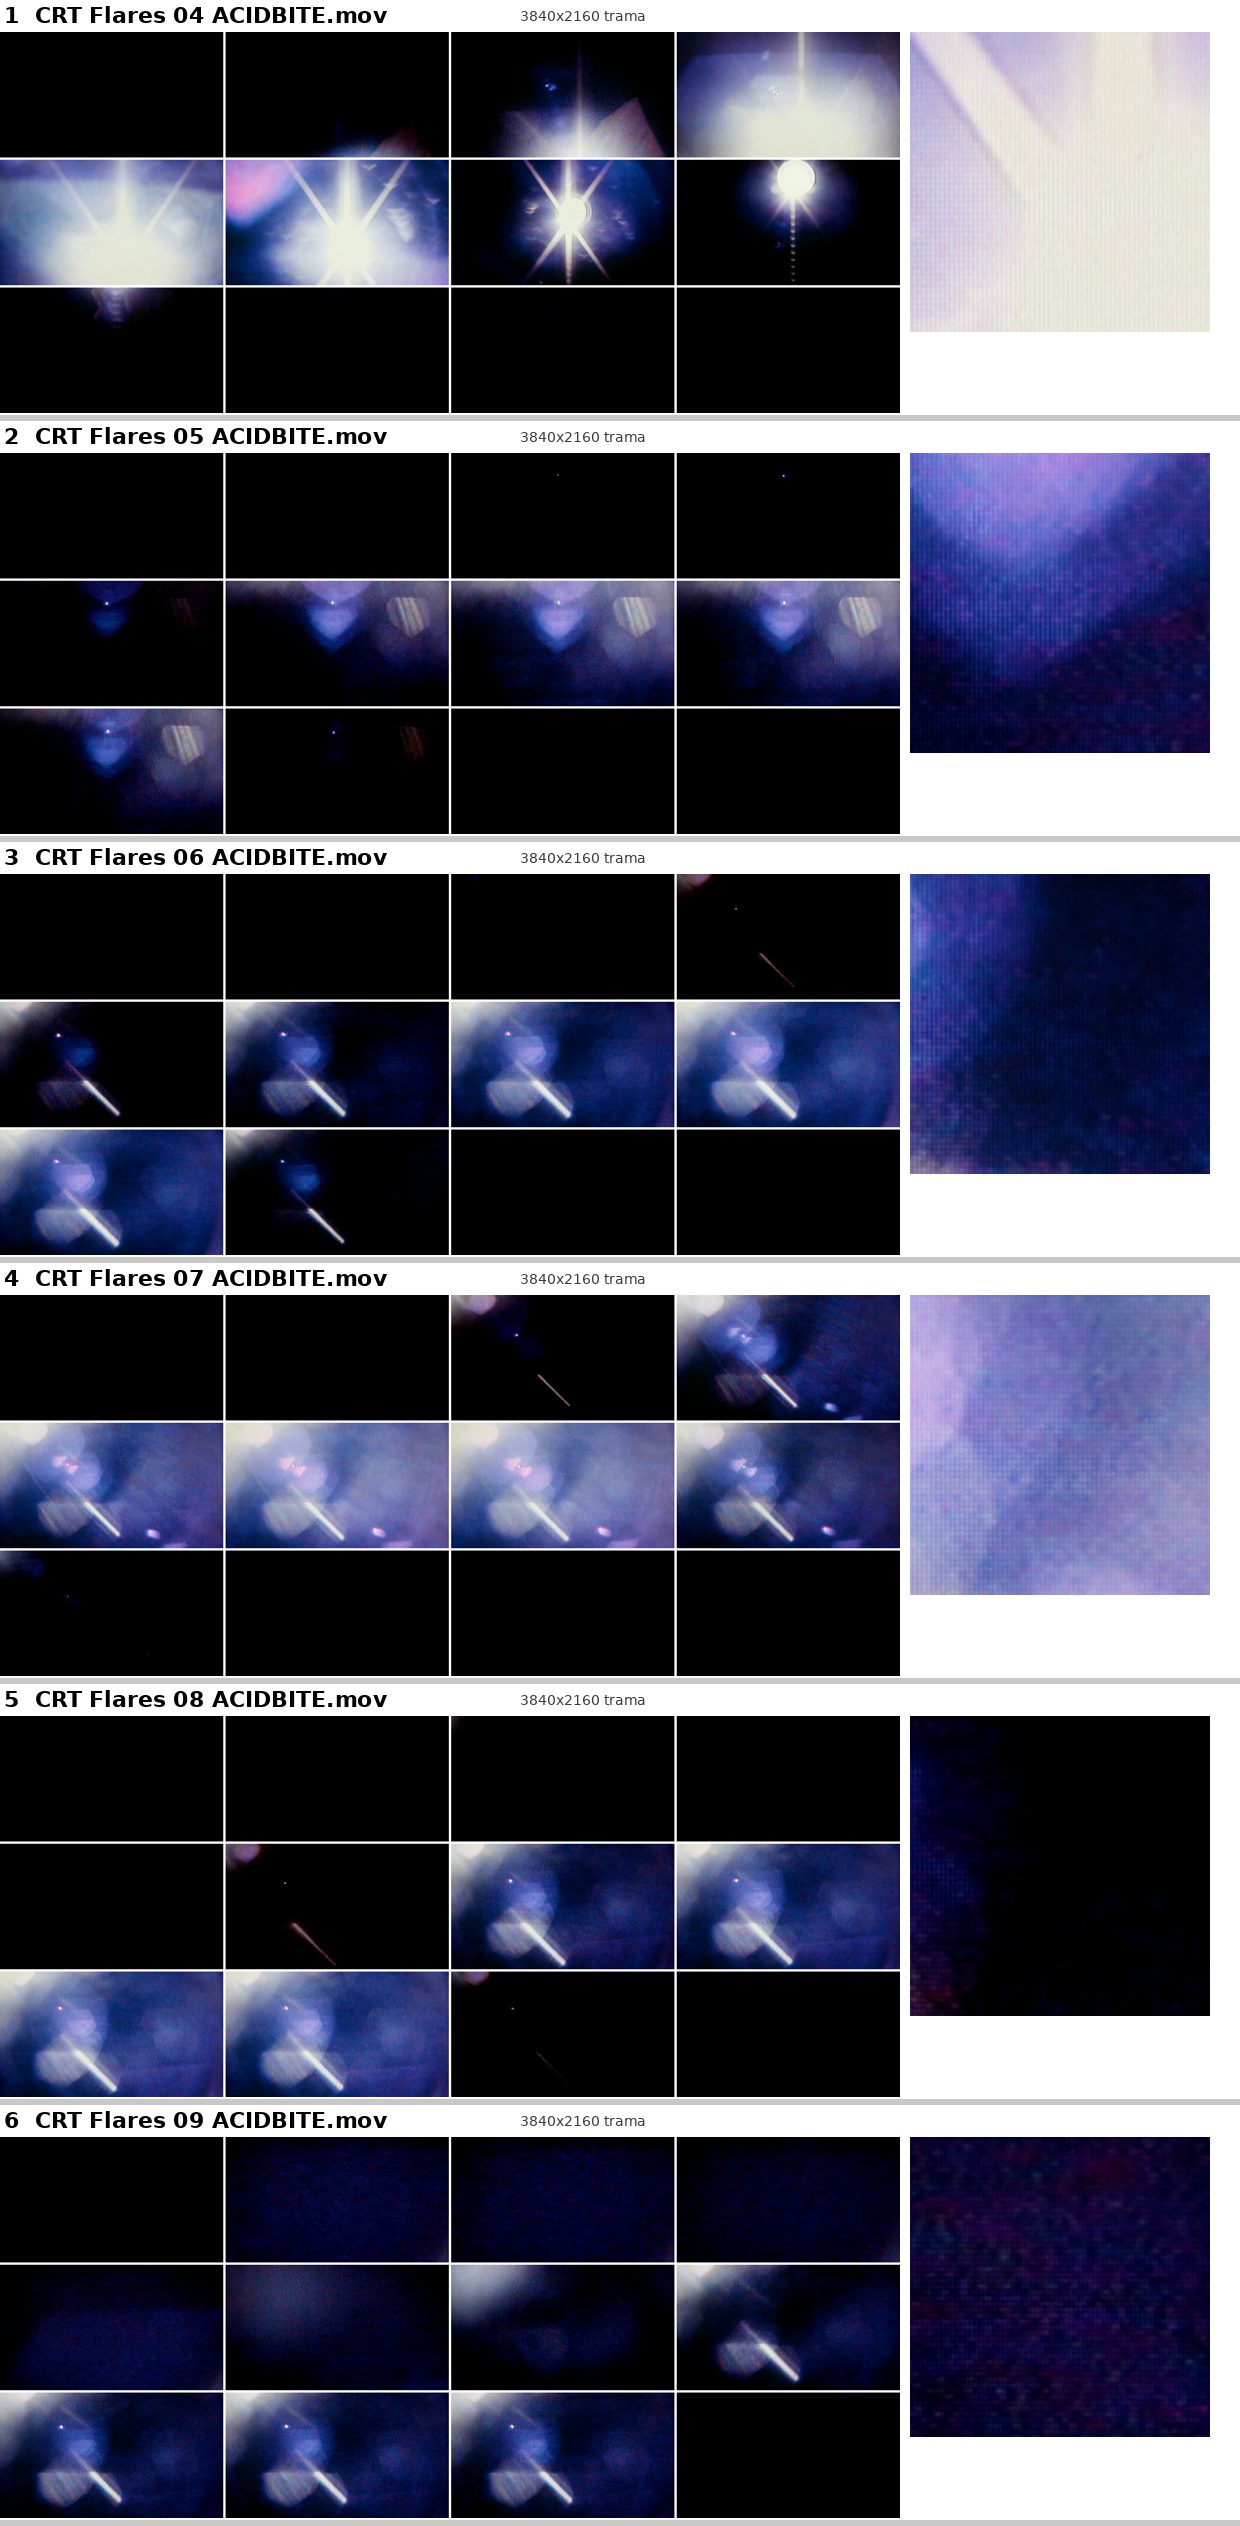 1 CRT Flares 04 ACIDBITE.mov 3840x2160 trama
2 CRT Flares 05 ACIDBITE.mov 3840x2160 trama
3 CRT Flares 06 ACIDBITE.mov 3840x2160 trama
4 CRT Flares 07 ACIDBITE.mov 3840x2160 trama
5 CRT Flares 08 ACIDBITE.mov 3840x2160 trama
6 CRT Flares 09 ACIDBITE.mov 3840x2160 trama